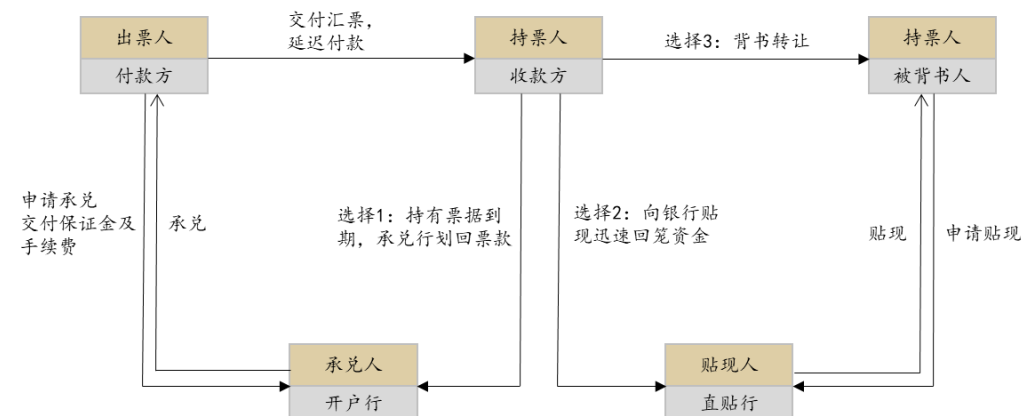 出票人
付款方
交付汇票，
延迟付款
持票人
收款方
选择3：背书转让
持票人
被背书人
申请承兑
交付保证金及
手续费
承兑
选择1：持有票据到
期，承兑行划回票款
选择2：向银行贴
现迅速回笼资金
贴现
申请贴现
承兑人
开户行
贴现人
直贴行